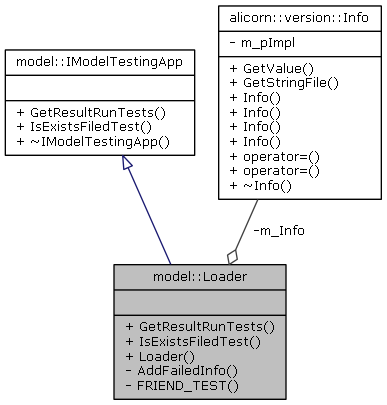 alicorn::version::Info
- m_pImpl
+ GetValue()
+ GetStringFile()
+ Info()
+ Info()
+ Info()
+ Info()
+ operator=()
+ operator=()
+ ~Info()
model::IModelTestingApp
+ GetResultRunTests()
+ IsExistsFiledTest()
+ ~IModelTestingApp()
-m_Info
model::Loader
+ GetResultRunTests()
+ IsExistsFiledTest()
+ Loader()
- AddFailedInfo()
- FRIEND_TEST()